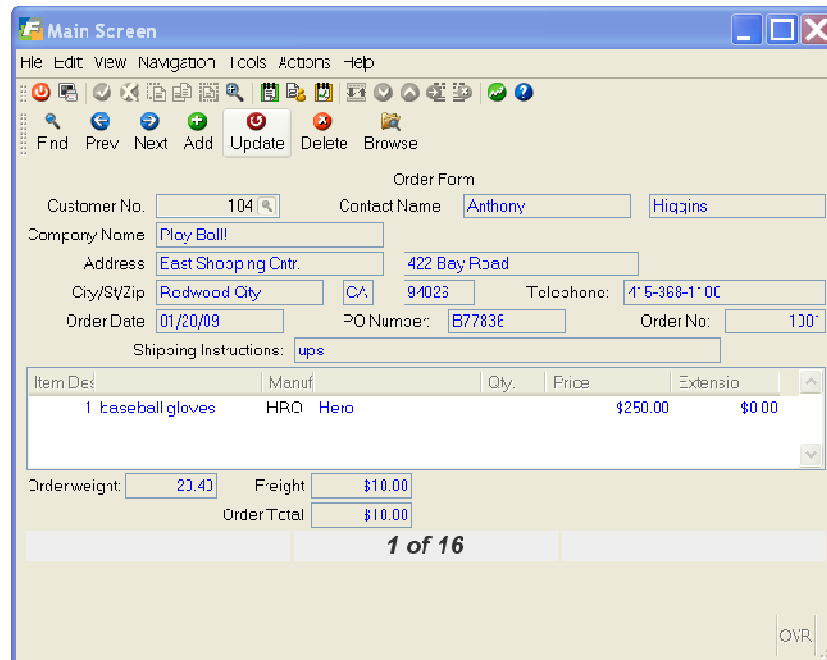 Main Screen
File Edit View Navigation Tools Actions Help
Find Prev Next Add Update Delete Browse
Order Form
Customer No. 104 Contact Name Anthony Higgins
Company Name Play Ball!
Address East Shopping Cntr. 422 Bay Road
City/St/Zip Redwood City CA 94026 Telephone: 415-368-1100
Order Date 01/20/09 PO Number: B77836 Order No: 1001
Shipping Instructions: ups
Item Des Manuf Qty. Price Extensio
1 baseball gloves HRO Hero $250.00 $0.00
Order weight: 20.40 Freight $10.00
Order Total $10.00
1 of 16
OVR